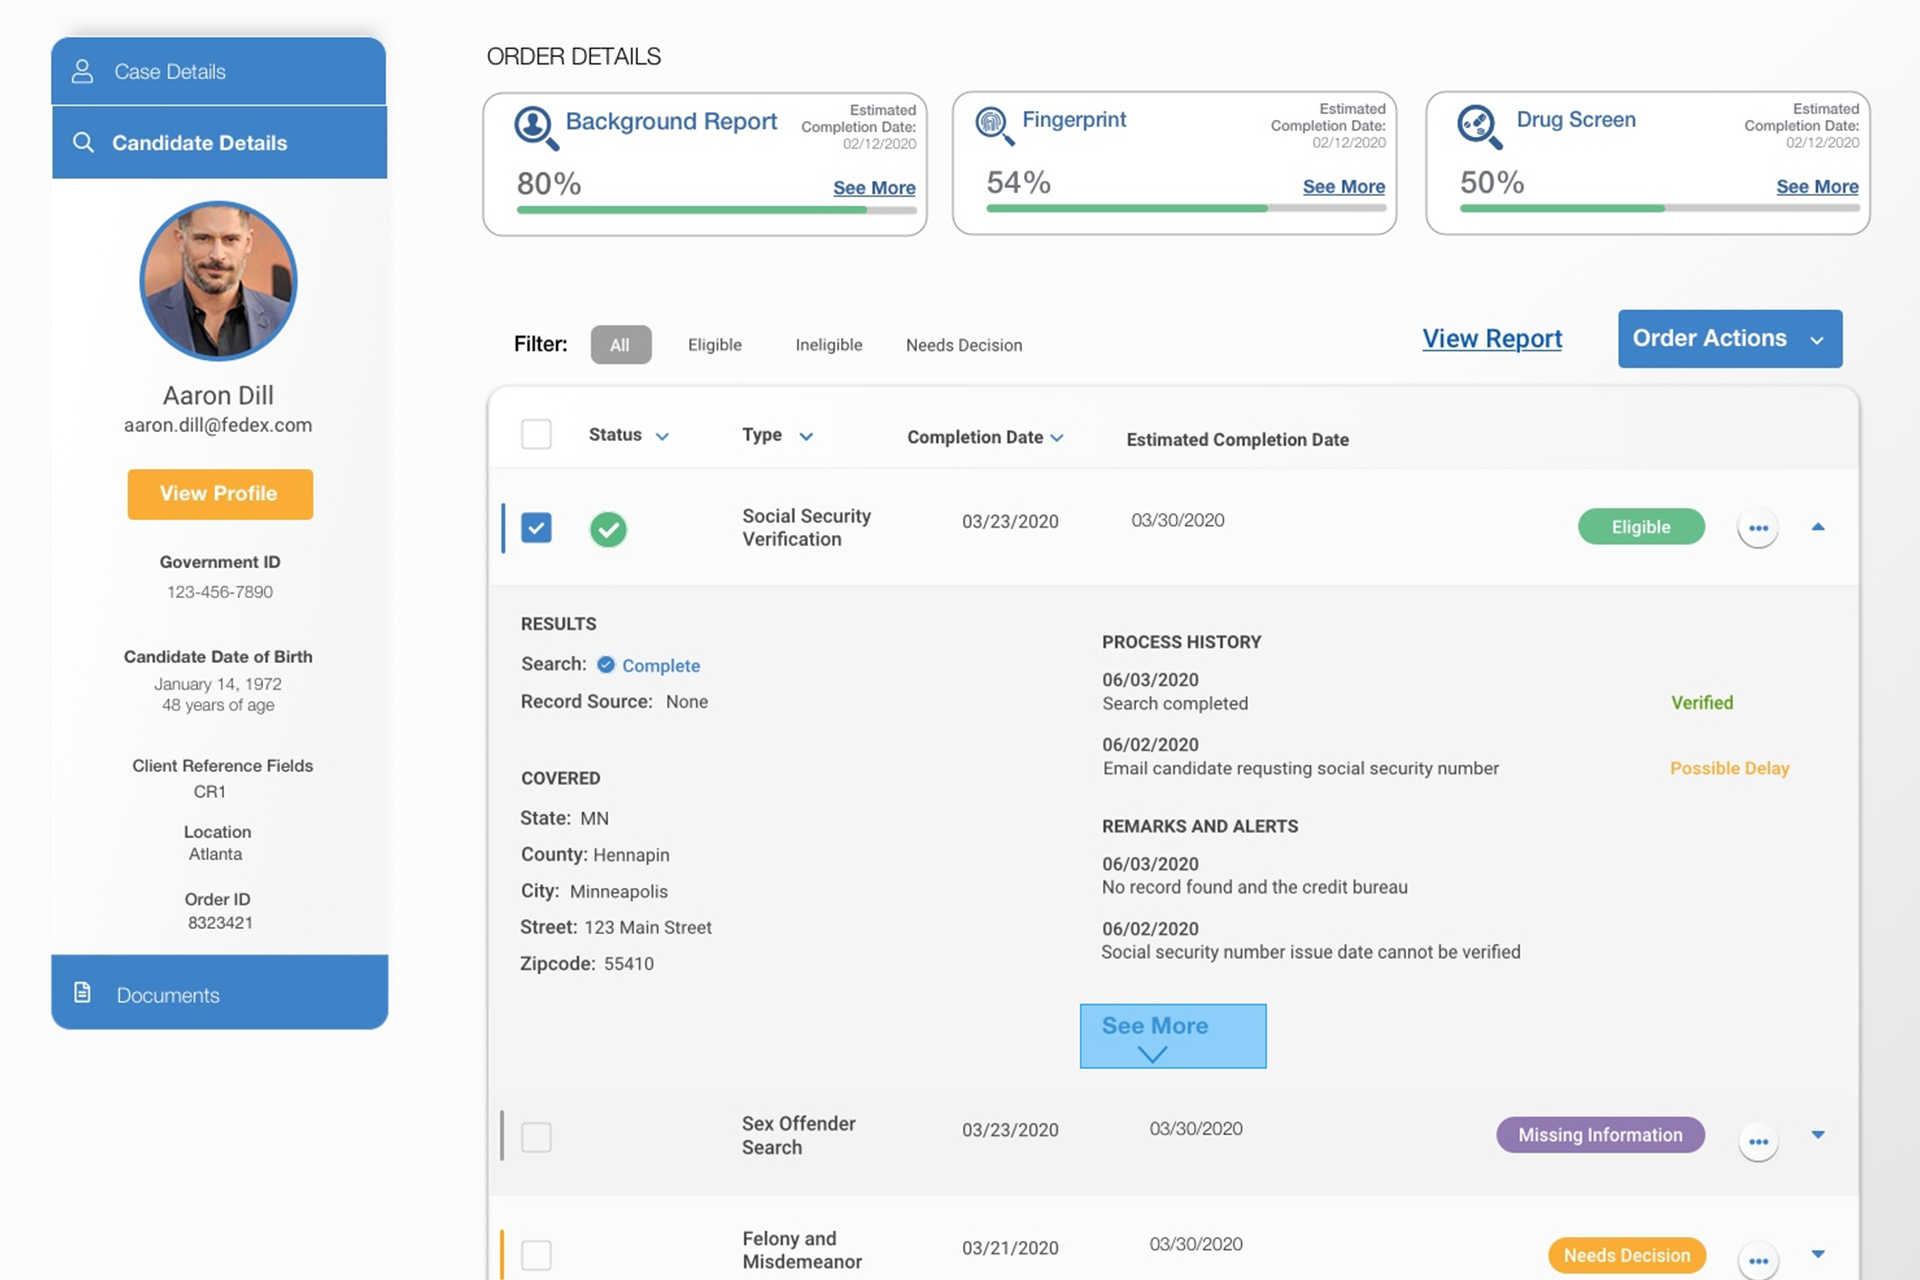 Case Details
Candidate Details
Aaron Dill
aaron.dill@fedex.com
View Profile
Government ID
123-456-7890
Candidate Date of Birth
January 14, 1972
48 years of age
Client Reference Fields
CR1
Location
Atlanta
Order ID
8323421
Documents
ORDER DETAILS
Background Report
Estimated
Completion Date:
02/12/2020
80%
See More
Fingerprint
Estimated
Completion Date:
02/12/2020
54%
See More
Drug Screen
Estimated
Completion Date:
02/12/2020
50%
See More
Filter: All Eligible Ineligible Needs Decision
View Report
Order Actions
Status Type Completion Date Estimated Completion Date
Social Security
Verification
03/23/2020 03/30/2020 Eligible
RESULTS
Search: Complete
Record Source: None
COVERED
State: MN
County: Hennapin
City: Minneapolis
Street: 123 Main Street
Zipcode: 55410
PROCESS HISTORY
06/03/2020
Search completed Verified
06/02/2020
Email candidate requsting social security number Possible Delay
REMARKS AND ALERTS
06/03/2020
No record found and the credit bureau
06/02/2020
Social security number issue date cannot be verified
See More
Sex Offender
Search
03/23/2020 03/30/2020 Missing Information
Felony and
Misdemeanor
03/21/2020 03/30/2020 Needs Decision